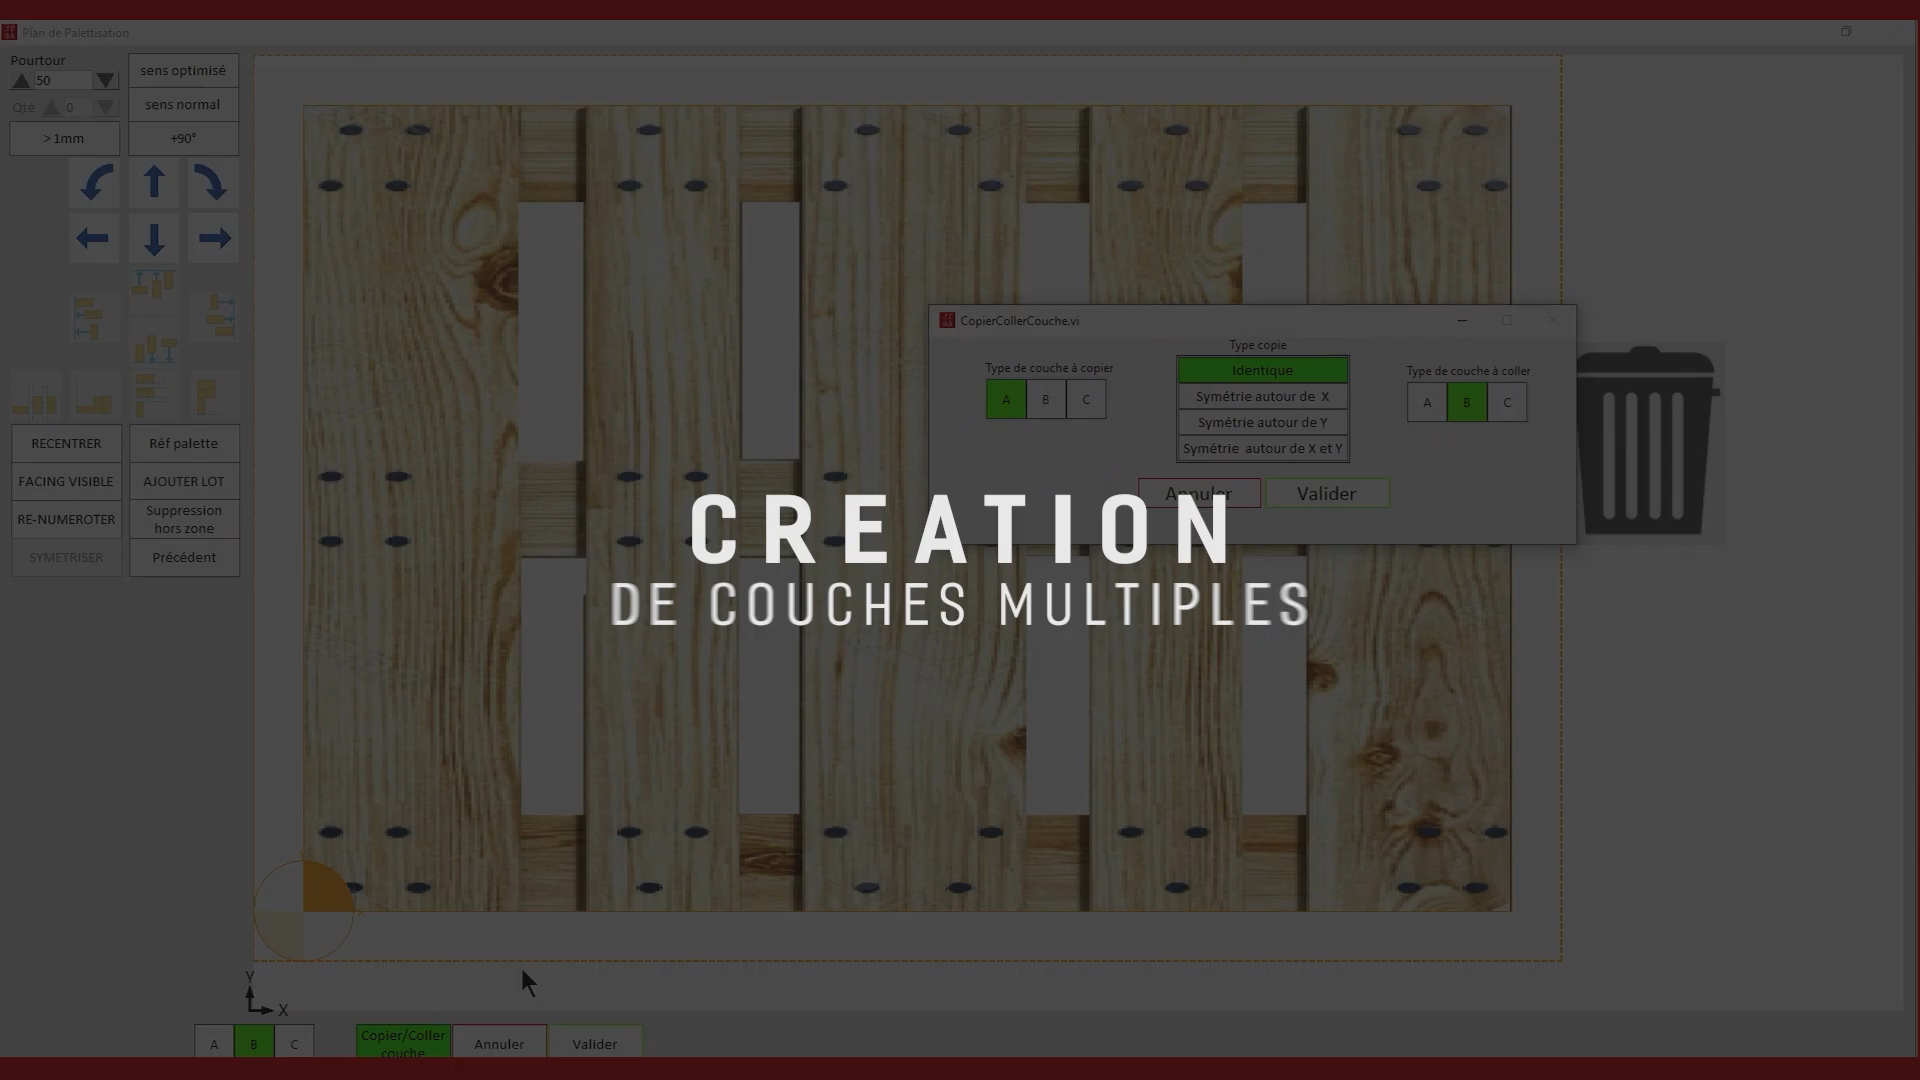 Plan de Palettisation
Pourtour
50
sens optimisé
Qté
0
sens normal
> 1mm
+90°
RECENTRER
Réf palette
FACING VISIBLE
AJOUTER LOT
RE-NUMEROTER
Suppression
hors zone
SYMETRISER
Précédent
CopierCollerCouche.vi
Type copie
Type de couche à copier
A B C
Identique
Symétrie autour de X
Symétrie autour de Y
Symétrie autour de X et Y
Type de couche à coller
A B C
Annuler
Valider
CREATION
DE COUCHES MULTIPLES
Y
X
A B C
Copier/Coller
couche
Annuler
Valider